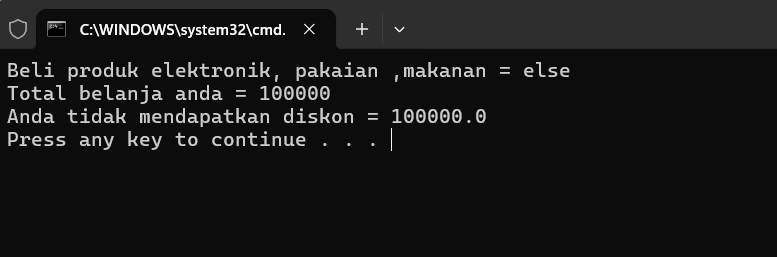 C:\WINDOWS\system32\cmd.
Beli produk elektronik, pakaian ,makanan = else
Total belanja anda = 100000
Anda tidak mendapatkan diskon = 100000.0
Press any key to continue . . .